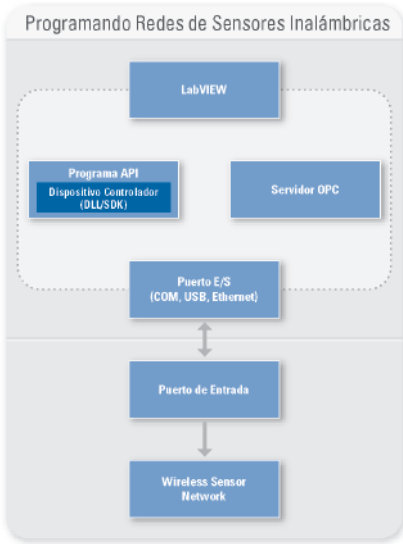 Programando Redes de Sensores Inalámbricas
LabVIEW
Programa API
Dispositivo Controlador
(DLL/SDK)
Servidor OPC
Puerto E/S
(COM, USB, Ethernet)
Puerto de Entrada
Wireless Sensor
Network